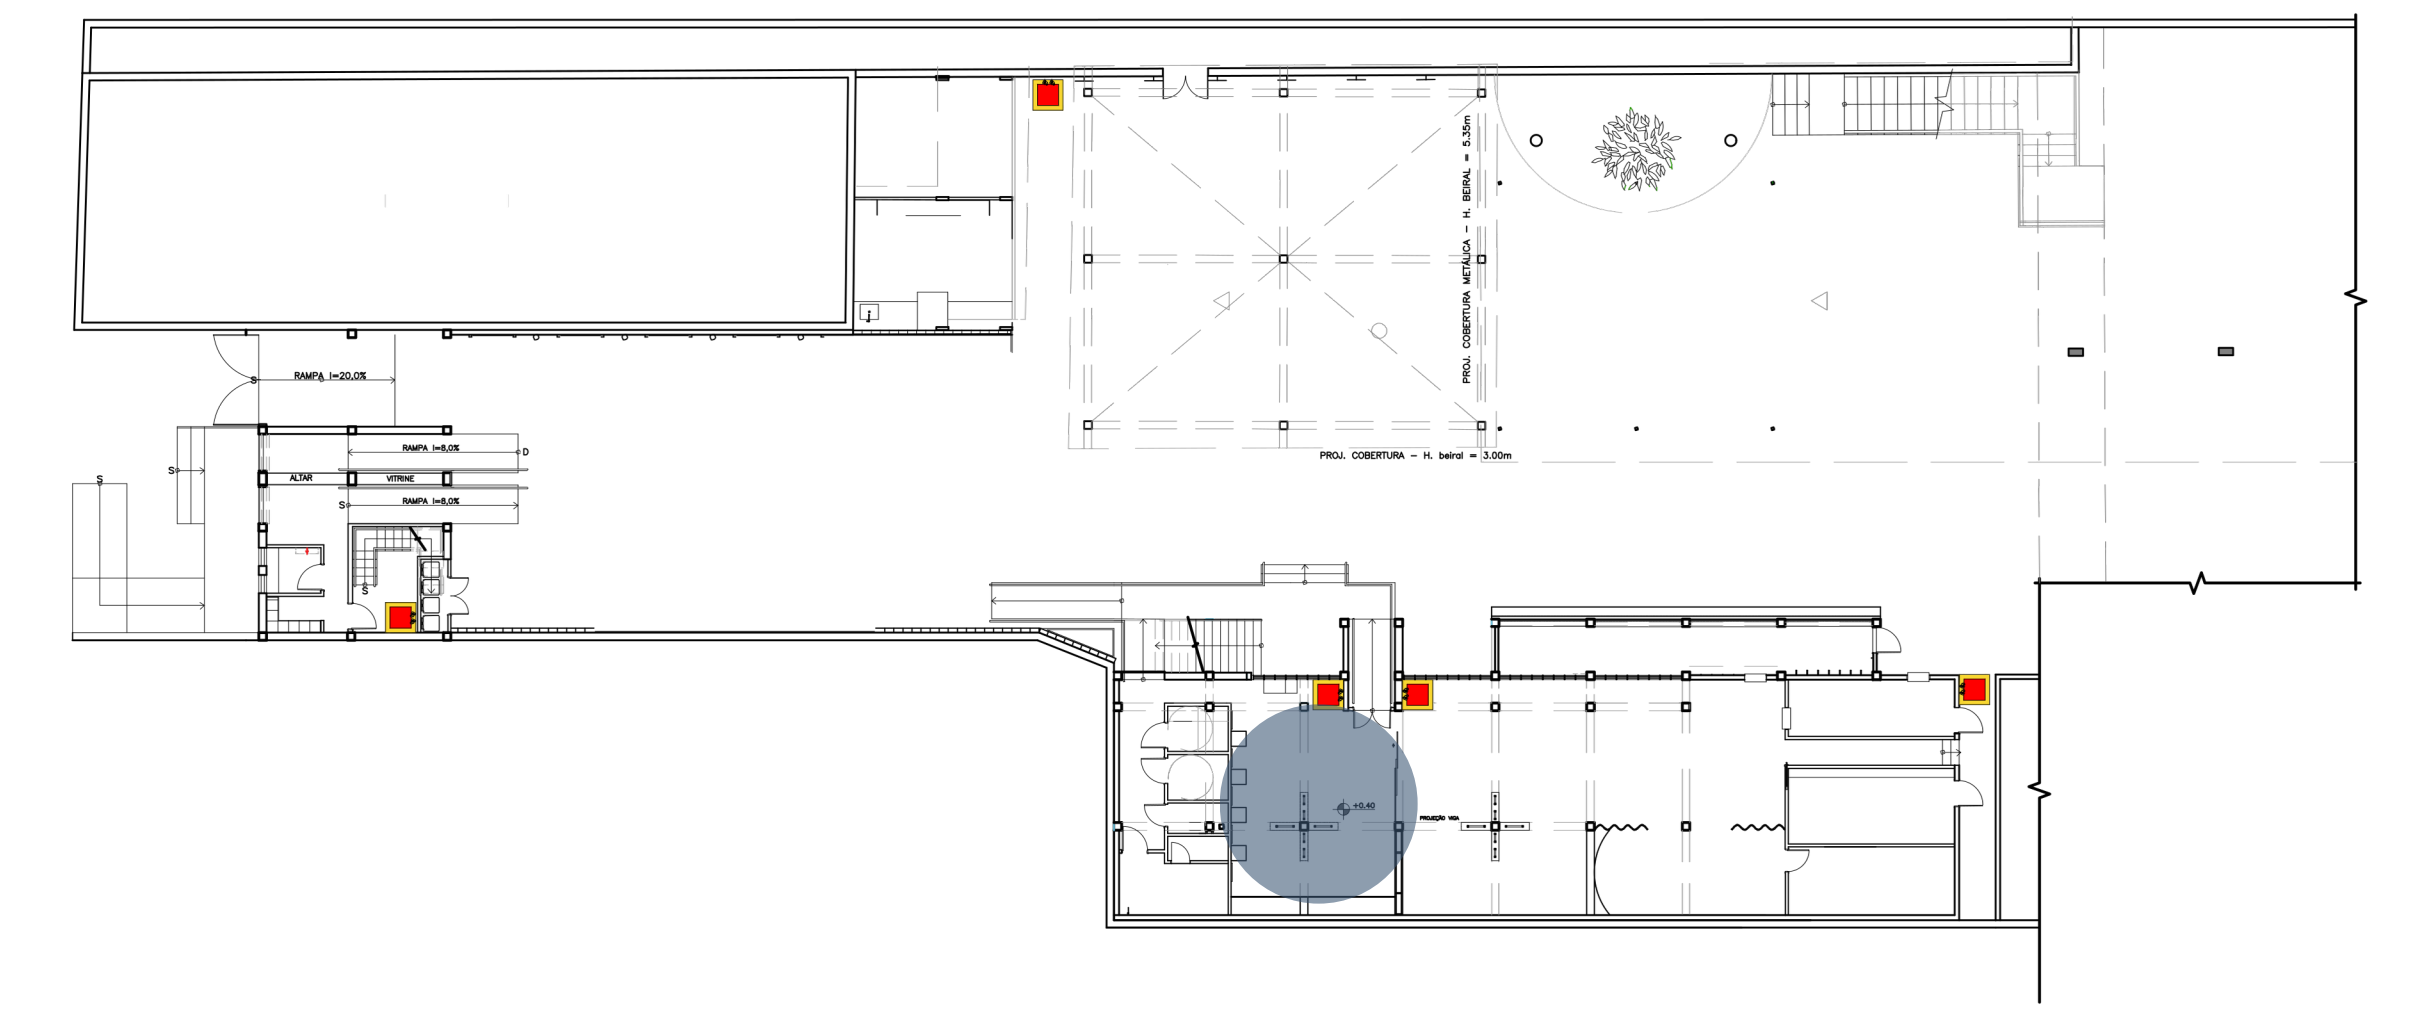 PROJ. COBERTURA METÁLICA - H. BEIRAL = 5.35m
RAMPA i=20,0%
S
RAMPA i=8,0%
D
PROJ. COBERTURA - H. beiral = 3.00m
S
S
ALTAR
VITRINE
S
RAMPA i=8,0%
S
+0.40
PROJEÇÃO VIGA